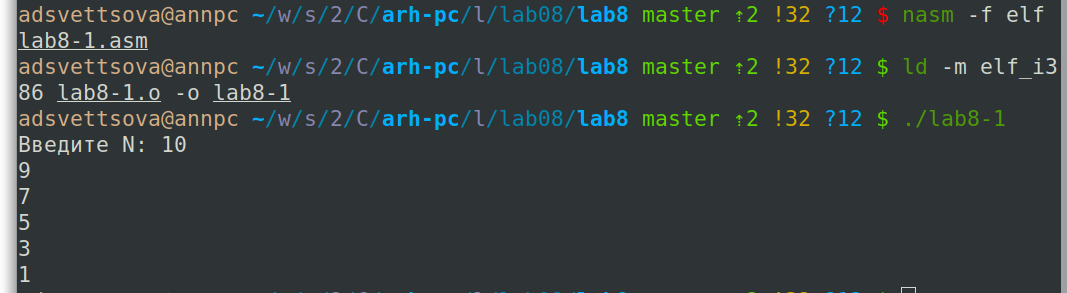 adsvettsova@annpc ~/w/s/2/C/arh-pc/l/lab08/lab8 master ⇡2 !32 ?12 $ nasm -f elf
lab8-1.asm
adsvettsova@annpc ~/w/s/2/C/arh-pc/l/lab08/lab8 master ⇡2 !32 ?12 $ ld -m elf_i3
86 lab8-1.o -o lab8-1
adsvettsova@annpc ~/w/s/2/C/arh-pc/l/lab08/lab8 master ⇡2 !32 ?12 $ ./lab8-1
Введите N: 10
9
7
5
3
1